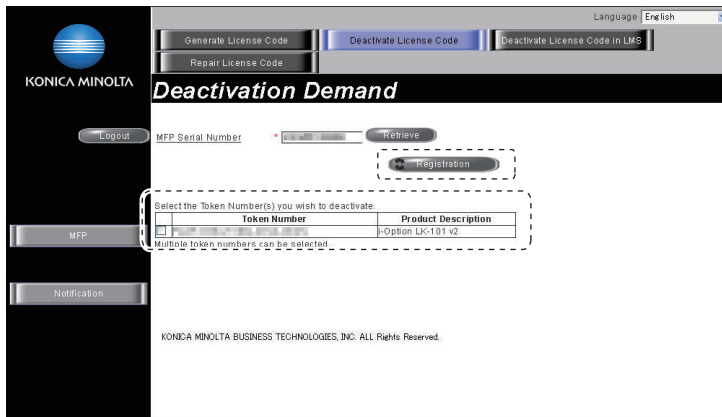 Language English
Generate License Code Deactivate License Code Deactivate License Code in LMS
Repair License Code
KONICA MINOLTA
Deactivation Demand
Logout MFP Serial Number * Retrieve
Registration
Select the Token Number(s) you wish to deactivate.
Token Number Product Description
i-Option LK-101 v2
Multiple token numbers can be selected.
MFP
Notification
KONICA MINOLTA BUSINESS TECHNOLOGIES, INC. ALL Rights Reserved.